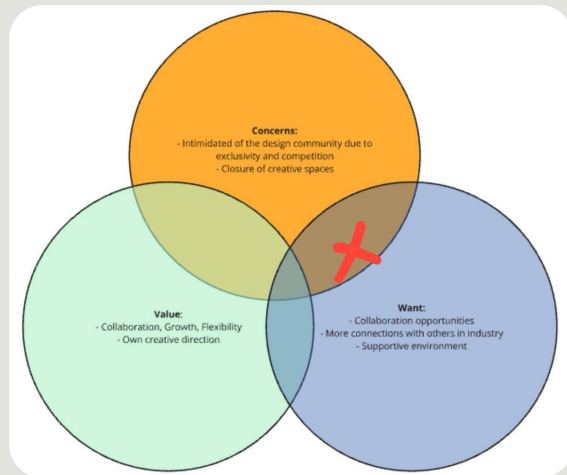 Concerns:
- Intimidated of the design community due to
exclusivity and competition
- Closure of creative spaces
Value:
- Collaboration, Growth, Flexibility
- Own creative direction
Want:
- Collaboration opportunities
- More connections with others in industry
- Supportive environment